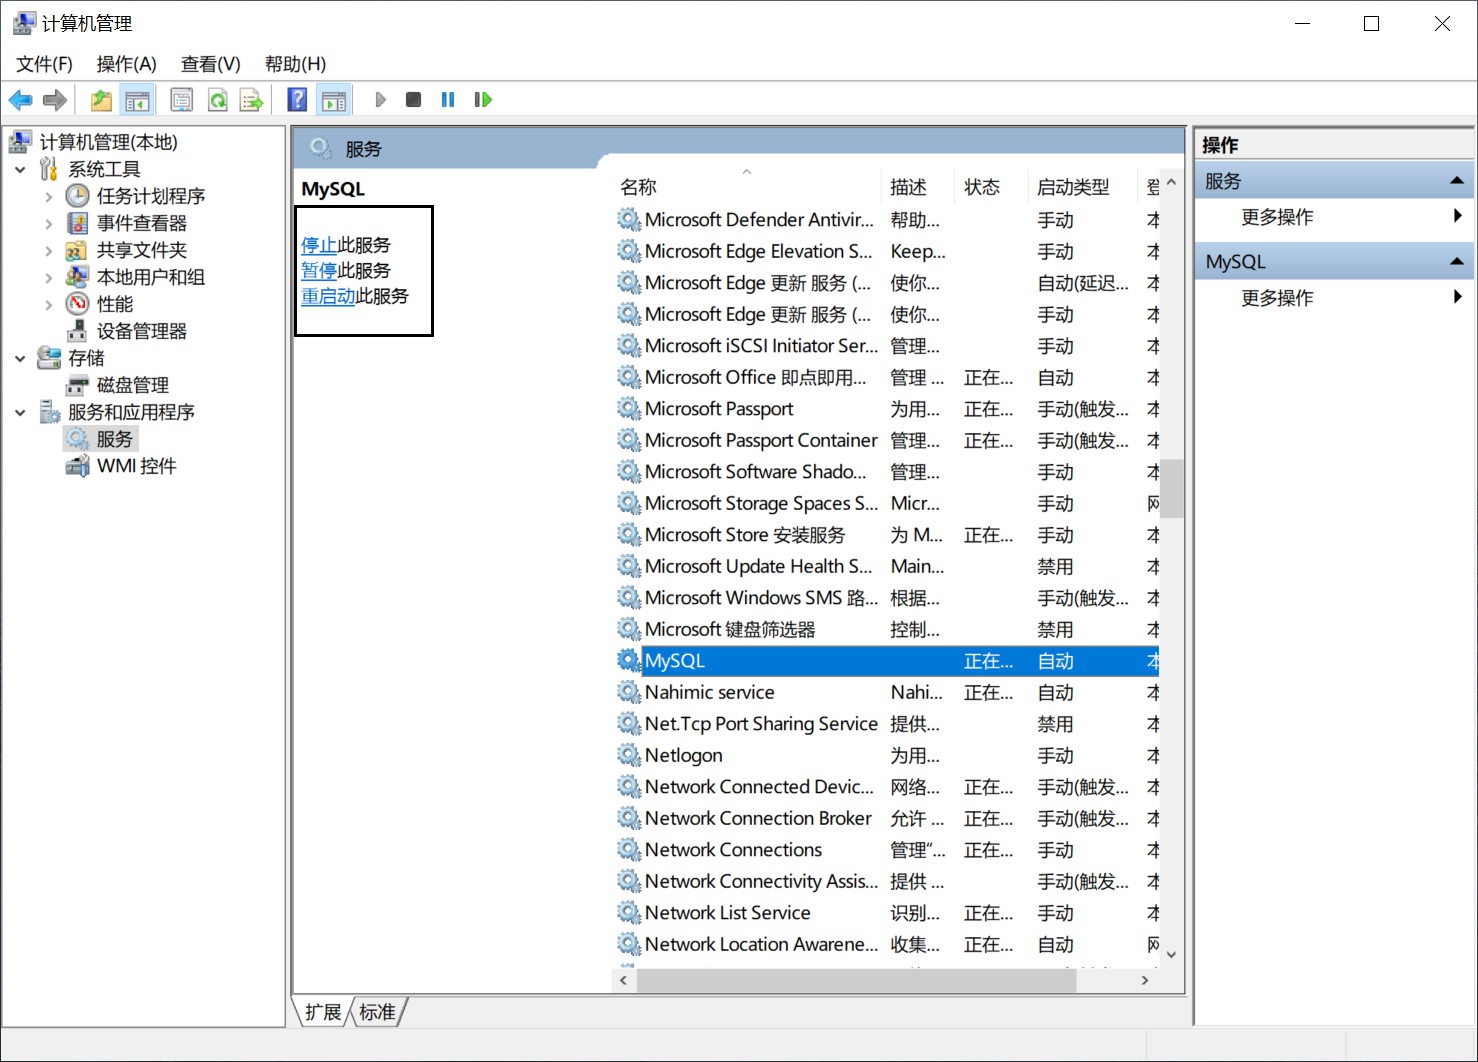 计算机管理
文件(F) 操作(A) 查看(V) 帮助(H)
计算机管理(本地)
系统工具
任务计划程序
事件查看器
共享文件夹
本地用户和组
性能
设备管理器
存储
磁盘管理
服务和应用程序
服务
WMI 控件
服务
MySQL
停止此服务
暂停此服务
重启动此服务
名称 描述 状态 启动类型 登
Microsoft Defender Antivir... 帮助... 手动 本
Microsoft Edge Elevation S... Keep... 手动 本
Microsoft Edge 更新 服务 (... 使你... 自动(延迟... 本
Microsoft Edge 更新 服务 (... 使你... 手动 本
Microsoft iSCSI Initiator Ser... 管理... 手动 本
Microsoft Office 即点即用... 管理 ... 正在... 自动 本
Microsoft Passport 为用... 正在... 手动(触发... 本
Microsoft Passport Container 管理... 正在... 手动(触发... 本
Microsoft Software Shado... 管理... 手动 本
Microsoft Storage Spaces S... Micr... 手动 网
Microsoft Store 安装服务 为 M... 正在... 手动 本
Microsoft Update Health S... Main... 禁用 本
Microsoft Windows SMS 路... 根据... 手动(触发... 本
Microsoft 键盘筛选器 控制... 禁用 本
MySQL 正在... 自动 本
Nahimic service Nahi... 正在... 自动 本
Net.Tcp Port Sharing Service 提供... 禁用 本
Netlogon 为用... 手动 本
Network Connected Devic... 网络... 正在... 手动(触发... 本
Network Connection Broker 允许 ... 正在... 手动(触发... 本
Network Connections 管理“... 正在... 手动 本
Network Connectivity Assis... 提供 ... 手动(触发... 本
Network List Service 识别... 正在... 手动 本
Network Location Awarene... 收集... 正在... 自动 网
扩展 标准
操作
服务
更多操作
MySQL
更多操作